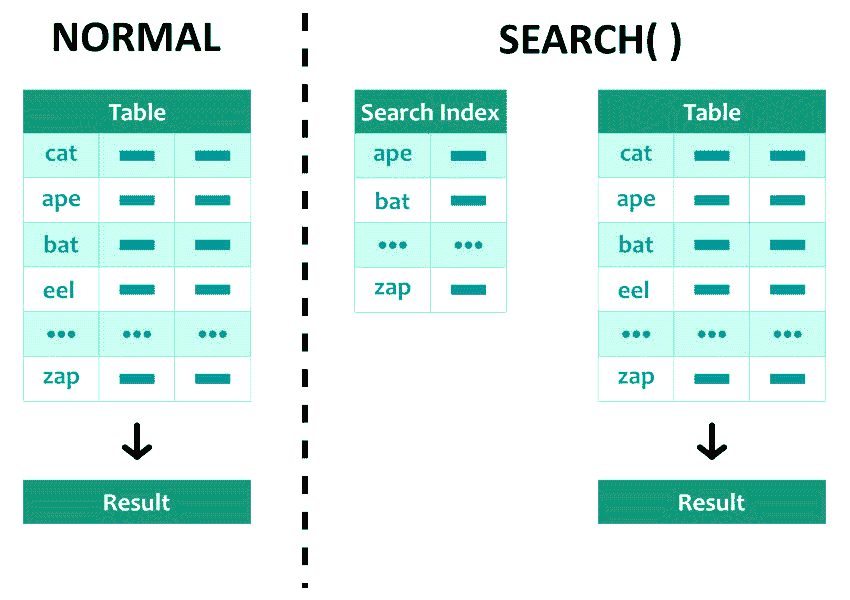 NORMAL
Table
cat
ape
bat
eel
... ... ...
zap
Result
SEARCH( )
Search Index
ape
bat
... ...
zap
Table
cat
ape
bat
eel
... ... ...
zap
Result